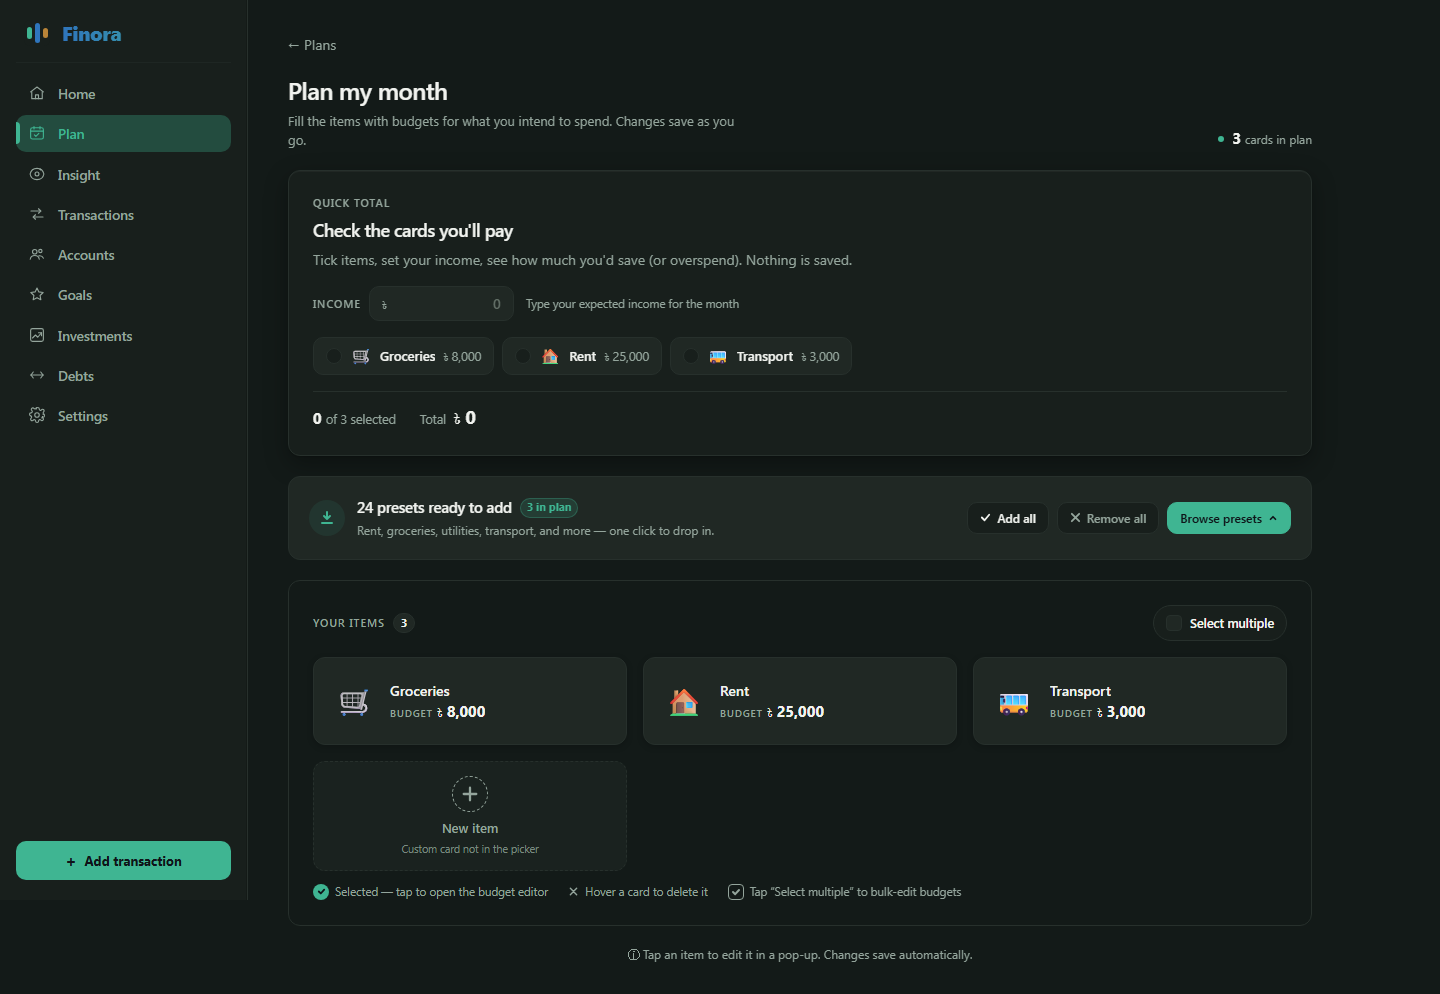 Finora
Home
Plan
Insight
Transactions
Accounts
Goals
Investments
Debts
Settings
+ Add transaction
← Plans
Plan my month
Fill the items with budgets for what you intend to spend. Changes save as you
go.
3 cards in plan
QUICK TOTAL
Check the cards you'll pay
Tick items, set your income, see how much you'd save (or overspend). Nothing is saved.
INCOME ৳ 0 Type your expected income for the month
Groceries ৳ 8,000 Rent ৳ 25,000 Transport ৳ 3,000
0 of 3 selected Total ৳ 0
24 presets ready to add 3 in plan
Rent, groceries, utilities, transport, and more — one click to drop in.
Add all Remove all Browse presets
YOUR ITEMS 3
Select multiple
Groceries
BUDGET ৳ 8,000
Rent
BUDGET ৳ 25,000
Transport
BUDGET ৳ 3,000
New item
Custom card not in the picker
Selected — tap to open the budget editor Hover a card to delete it Tap “Select multiple” to bulk-edit budgets
Tap an item to edit it in a pop-up. Changes save automatically.